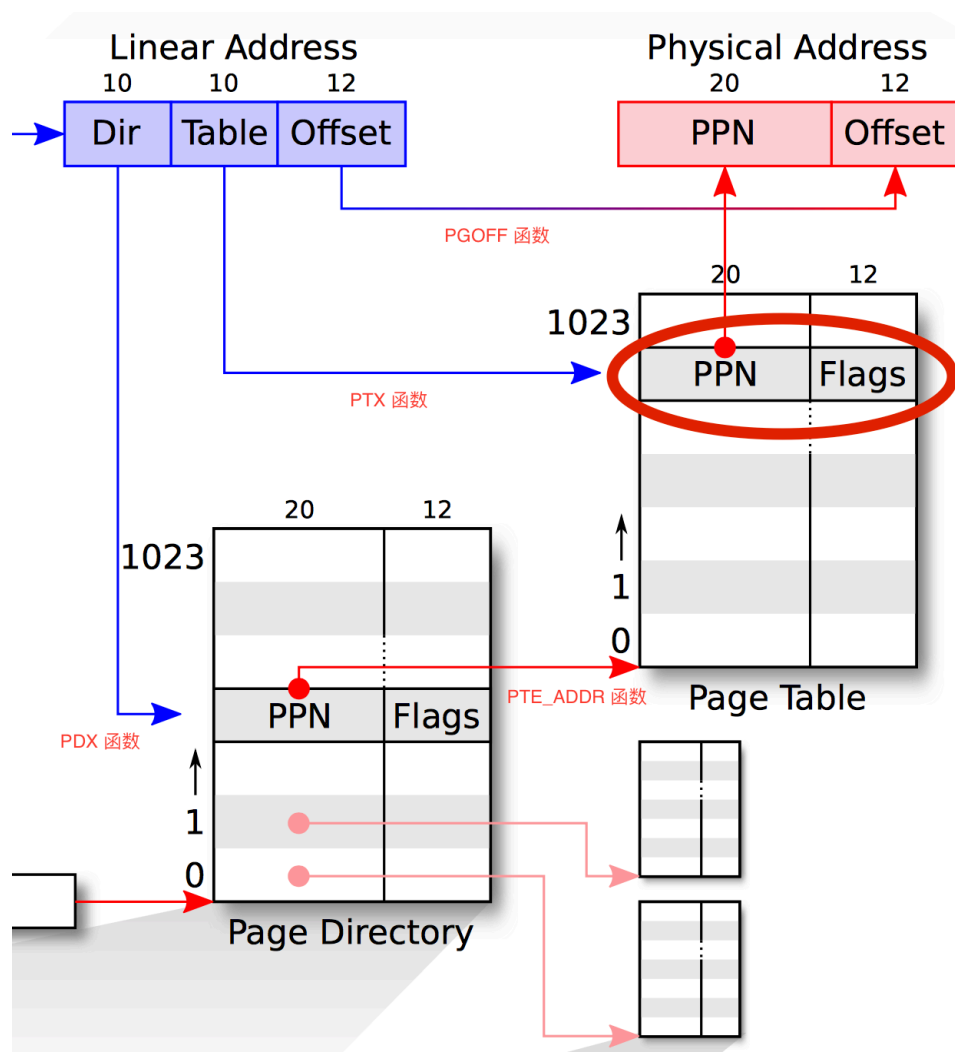 Linear Address
10 10 12
Dir Table Offset
Physical Address
20 12
PPN Offset
PGOFF 函数
20 12
1023
PPN Flags
PTX 函数
1
0
Page Table
20 12
1023
PTE_ADDR 函数
PPN Flags
PDX 函数
1
0
Page Directory